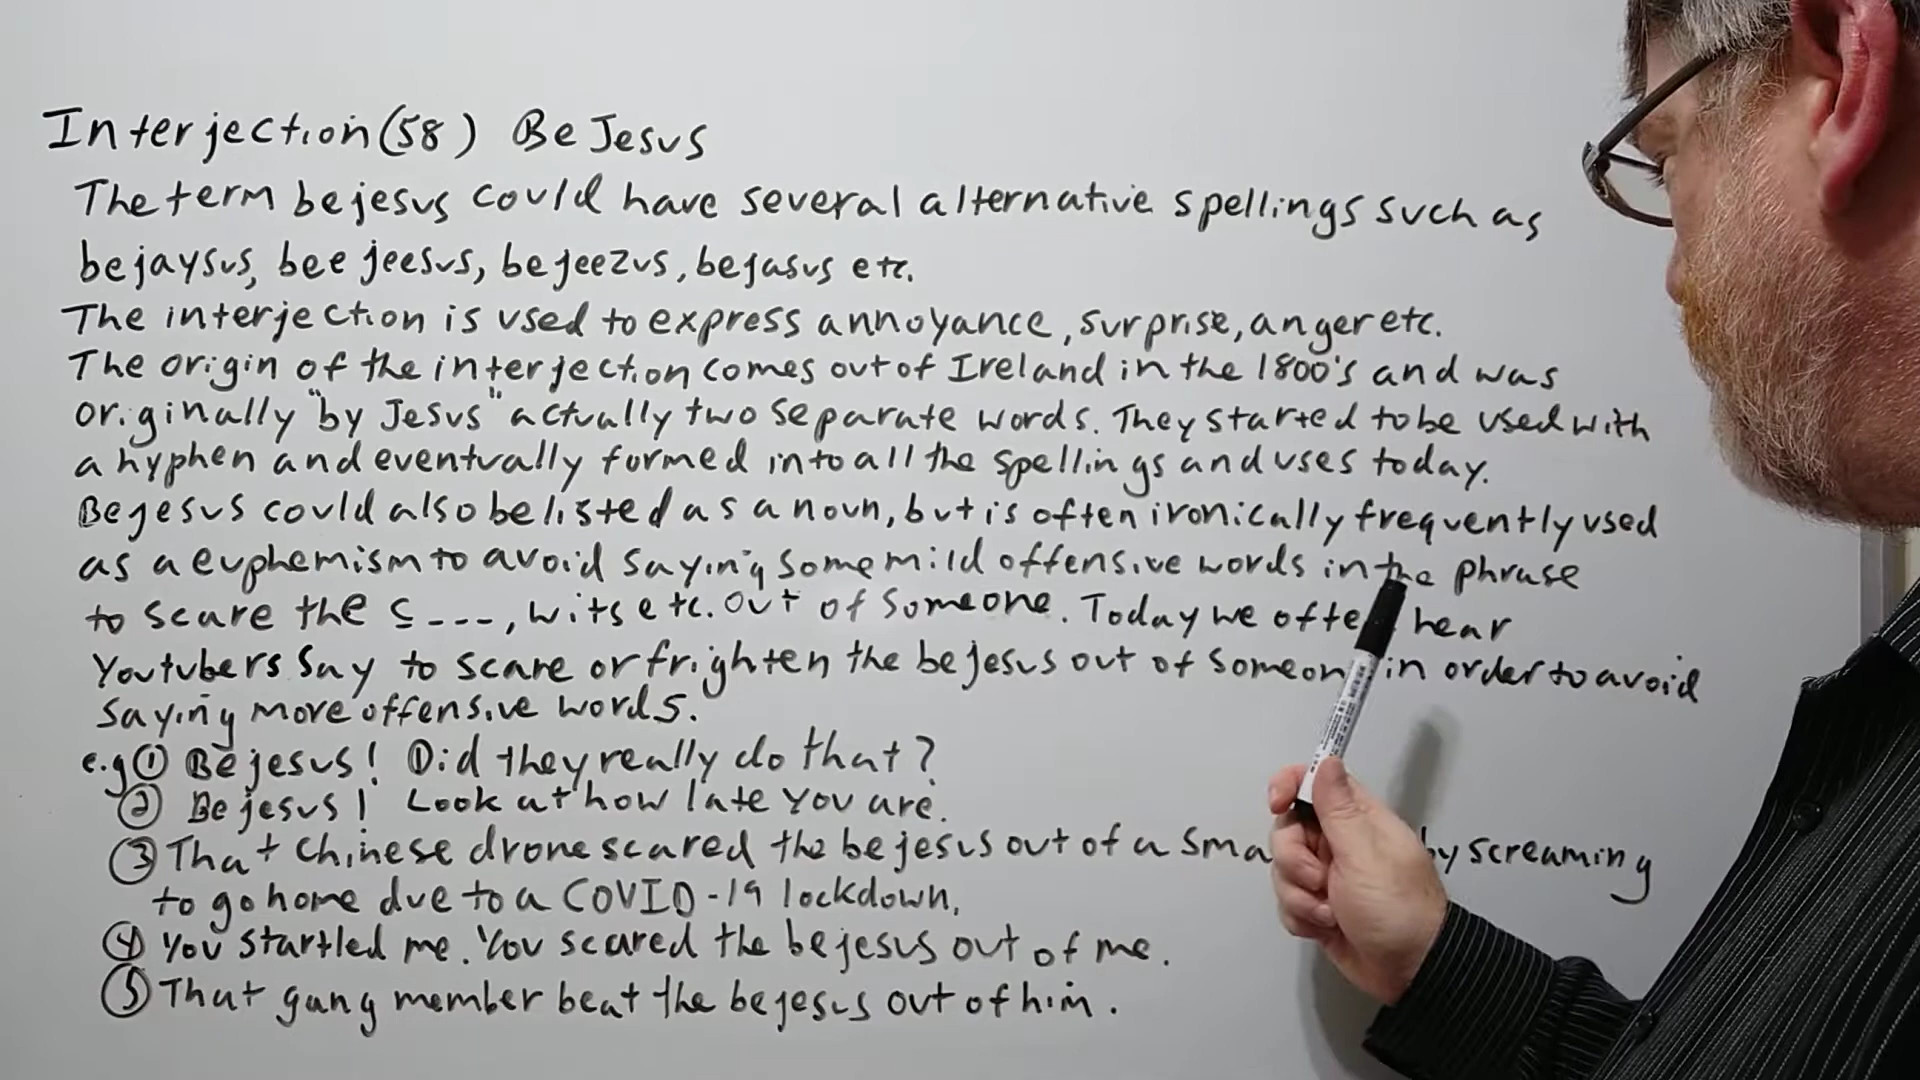 Interjection (58) BeJesus
The term bejesus could have several alternative spellings such as
bejaysus, beejeesus, bejeezus, bejasus etc.
The interjection is used to express annoyance, surprise, anger etc.
The origin of the interjection comes out of Ireland in the 1800's and was
originally "by Jesus" actually two separate words. They started to be used with
a hyphen and eventually formed into all the spellings and uses today.
Bejesus could also be listed as a noun, but is often ironically frequently used
as a euphemism to avoid saying some mild offensive words in the phrase
to scare the s---, wits etc. out of someone. Today we often hear
Youtubers say to scare or frighten the bejesus out of someone in order to avoid
saying more offensive words.
e.g ① Bejesus! Did they really do that?
② Bejesus! Look at how late you are.
③ That Chinese drone scared the bejesus out of a by screaming
to go home due to a COVID-19 lockdown.
④ You startled me. You scared the bejesus out of me.
⑤ That gang member beat the bejesus out of him.